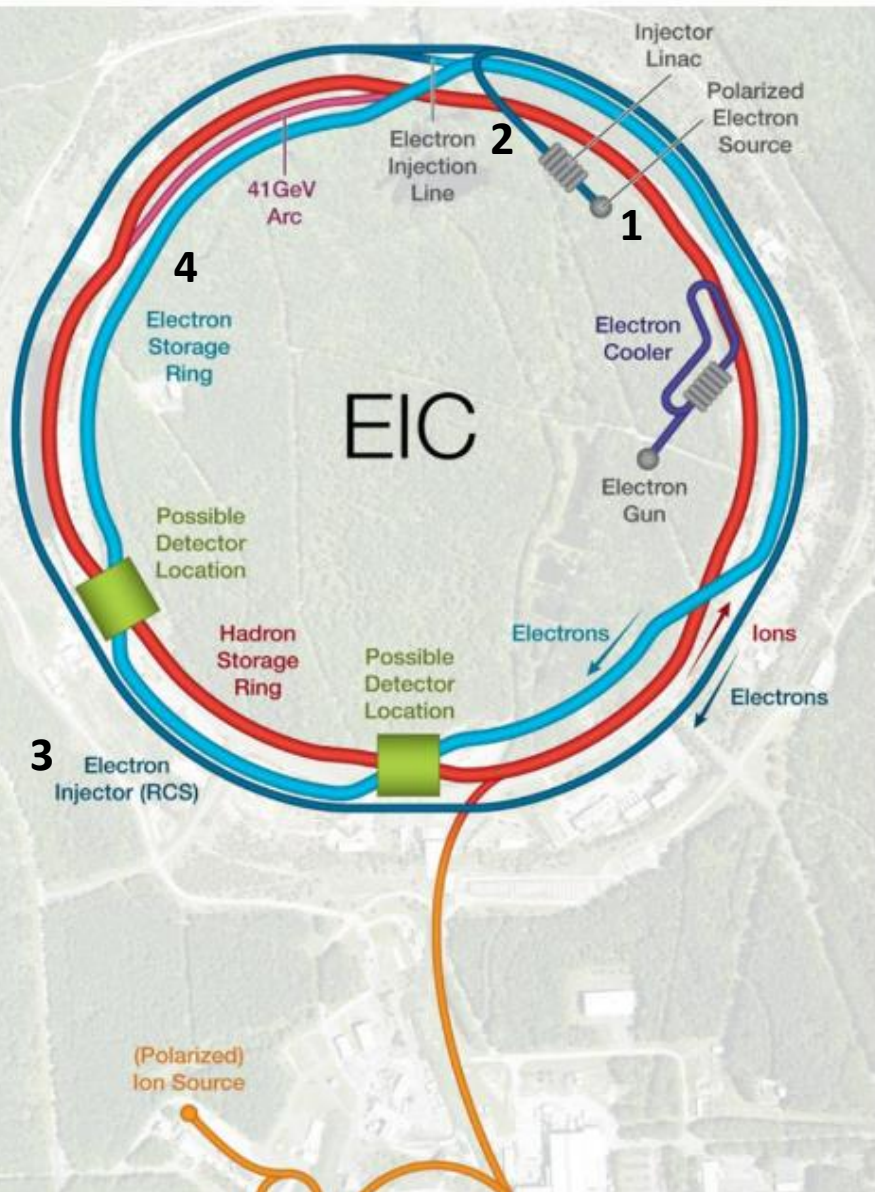 Injector
Linac
Polarized
Electron
Source
2
Electron
Injection
Line
41GeV
Arc
1
4
Electron
Storage
Ring
Electron
Cooler
EIC
Electron
Gun
Possible
Detector
Location
Hadron
Storage
Ring
Possible
Detector
Location
Electrons
Ions
Electrons
3
Electron
Injector (RCS)
(Polarized)
Ion Source